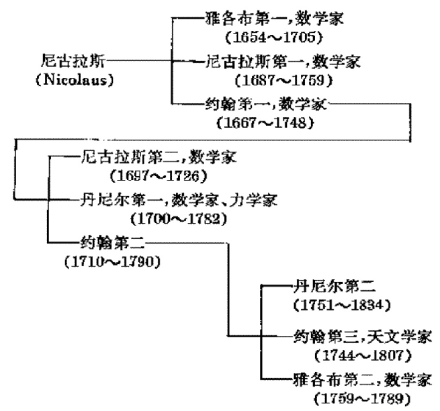 雅各布第一,数学家
(1654～1705)
尼古拉斯
(Nicolaus)
尼古拉斯第一,数学家
(1687～1759)
约翰第一,数学家
(1667～1748)
尼古拉斯第二,数学家
(1697～1726)
丹尼尔第一,数学家、力学家
(1700～1782)
约翰第二
(1710～1790)
丹尼尔第二
(1751～1834)
约翰第三,天文学家
(1744～1807)
雅各布第二,数学家
(1759～1789)